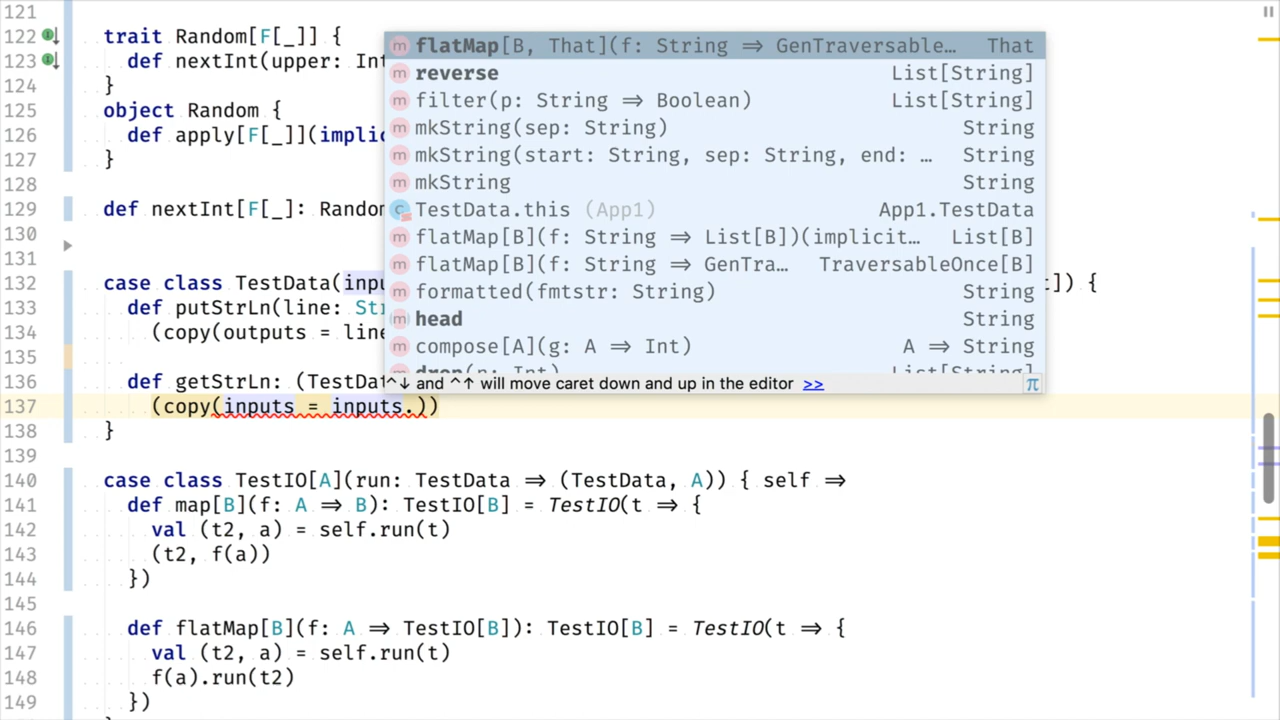 121
122 trait Random[F[_]] {
123 def nextInt(upper: Int
124 }
125 object Random {
126 def apply[F[_]](implic
127 }
128
129 def nextInt[F[_]: Random
130
131
132 case class TestData(inpu t]) {
133 def putStrLn(line: Str
134 (copy(outputs = line
135
136 def getStrLn: (TestDat
137 (copy(inputs = inputs.))
138 }
139
140 case class TestIO[A](run: TestData ⇒ (TestData, A)) { self ⇒
141 def map[B](f: A ⇒ B): TestIO[B] = TestIO(t ⇒ {
142 val (t2, a) = self.run(t)
143 (t2, f(a))
144 })
145
146 def flatMap[B](f: A ⇒ TestIO[B]): TestIO[B] = TestIO(t ⇒ {
147 val (t2, a) = self.run(t)
148 f(a).run(t2)
149 })
m flatMap[B, That](f: String ⇒ GenTraversable… That
m reverse List[String]
m filter(p: String ⇒ Boolean) List[String]
m mkString(sep: String) String
m mkString(start: String, sep: String, end: … String
m mkString String
c TestData.this (App1) App1.TestData
m flatMap[B](f: String ⇒ List[B])(implicit… List[B]
m flatMap[B](f: String ⇒ GenTra… TraversableOnce[B]
m formatted(fmtstr: String) String
m head String
m compose[A](g: A ⇒ Int) A ⇒ String
m drop(n: Int) List[String]
^↓ and ^↑ will move caret down and up in the editor >> π